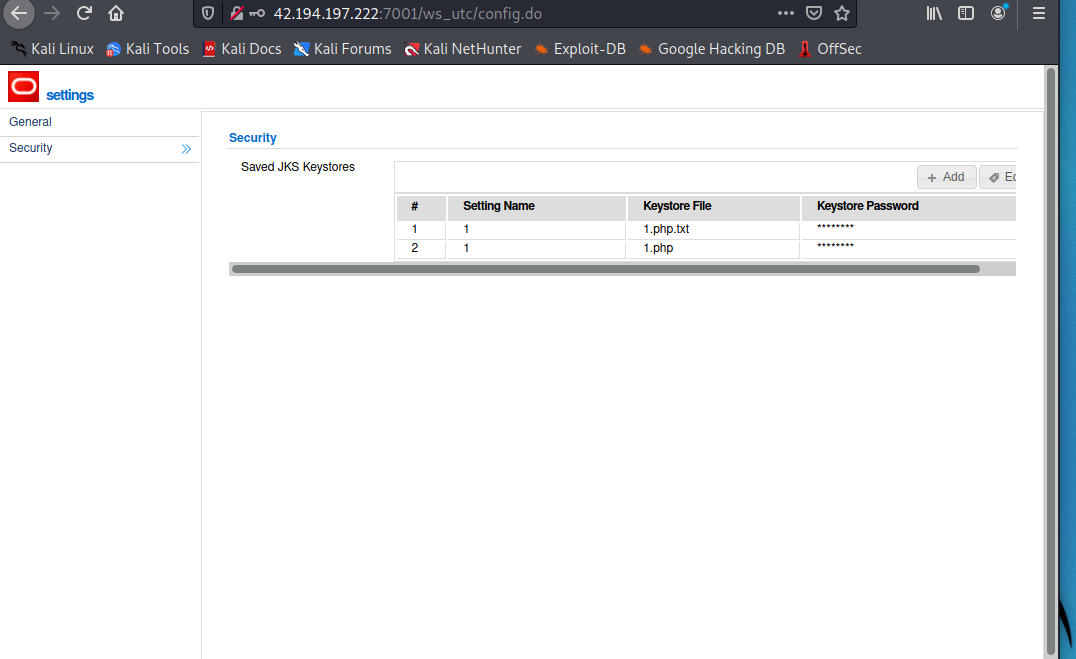 42.194.197.222:7001/ws_utc/config.do
Kali Linux Kali Tools Kali Docs Kali Forums Kali NetHunter Exploit-DB Google Hacking DB OffSec
settings
General
Security
Security
Saved JKS Keystores
Add Ed
# Setting Name Keystore File Keystore Password
1 1 1.php.txt ********
2 1 1.php ********